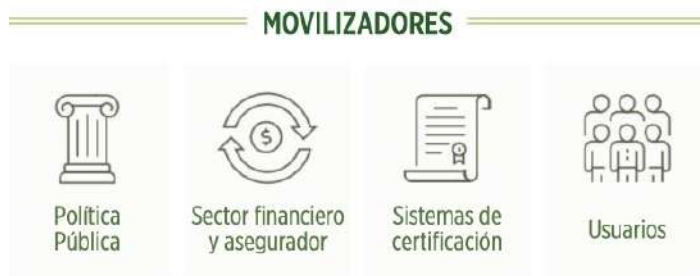 MOVILIZADORES
Política
Pública
Sector financiero
y asegurador
Sistemas de
certificación
Usuarios
$